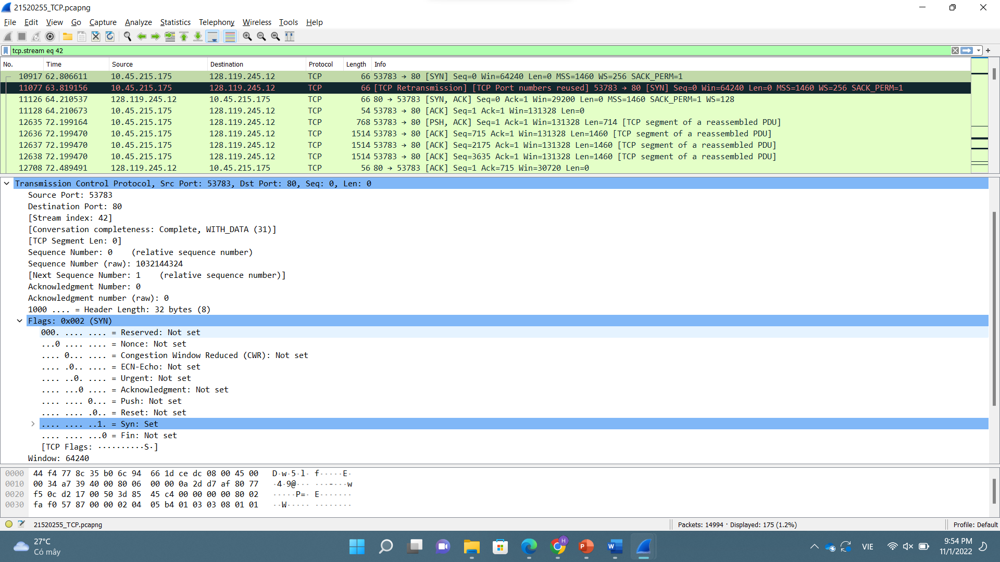 21520255_TCP.pcapng
File Edit View Go Capture Analyze Statistics Telephony Wireless Tools Help
tcp.stream eq 42
No. Time Source Destination Protocol Length Info
10917 62.806611 10.45.215.175 128.119.245.12 TCP 66 53783 → 80 [SYN] Seq=0 Win=64240 Len=0 MSS=1460 WS=256 SACK_PERM=1
11077 63.819156 10.45.215.175 128.119.245.12 TCP 66 [TCP Retransmission] [TCP Port numbers reused] 53783 → 80 [SYN] Seq=0 Win=64240 Len=0 MSS=1460 WS=256 SACK_PERM=1
11126 64.210537 128.119.245.12 10.45.215.175 TCP 66 80 → 53783 [SYN, ACK] Seq=0 Ack=1 Win=29200 Len=0 MSS=1460 SACK_PERM=1 WS=128
11128 64.210673 10.45.215.175 128.119.245.12 TCP 54 53783 → 80 [ACK] Seq=1 Ack=1 Win=131328 Len=0
12635 72.199164 10.45.215.175 128.119.245.12 TCP 768 53783 → 80 [PSH, ACK] Seq=1 Ack=1 Win=131328 Len=714 [TCP segment of a reassembled PDU]
12636 72.199470 10.45.215.175 128.119.245.12 TCP 1514 53783 → 80 [ACK] Seq=715 Ack=1 Win=131328 Len=1460 [TCP segment of a reassembled PDU]
12637 72.199470 10.45.215.175 128.119.245.12 TCP 1514 53783 → 80 [ACK] Seq=2175 Ack=1 Win=131328 Len=1460 [TCP segment of a reassembled PDU]
12638 72.199470 10.45.215.175 128.119.245.12 TCP 1514 53783 → 80 [ACK] Seq=3635 Ack=1 Win=131328 Len=1460 [TCP segment of a reassembled PDU]
12708 72.489491 128.119.245.12 10.45.215.175 TCP 56 80 → 53783 [ACK] Seq=1 Ack=715 Win=30720 Len=0
Transmission Control Protocol, Src Port: 53783, Dst Port: 80, Seq: 0, Len: 0
Source Port: 53783
Destination Port: 80
[Stream index: 42]
[Conversation completeness: Complete, WITH_DATA (31)]
[TCP Segment Len: 0]
Sequence Number: 0 (relative sequence number)
Sequence Number (raw): 1032144324
[Next Sequence Number: 1 (relative sequence number)]
Acknowledgment Number: 0
Acknowledgment number (raw): 0
1000 .... = Header Length: 32 bytes (8)
Flags: 0x002 (SYN)
000. .... .... = Reserved: Not set
...0 .... .... = Nonce: Not set
.... 0... .... = Congestion Window Reduced (CWR): Not set
.... .0.. .... = ECN-Echo: Not set
.... ..0. .... = Urgent: Not set
.... ...0 .... = Acknowledgment: Not set
.... .... 0... = Push: Not set
.... .... .0.. = Reset: Not set
.... .... ..1. = Syn: Set
.... .... ...0 = Fin: Not set
[TCP Flags: ··········S·]
Window: 64240
0000 44 f4 77 8c 35 b0 6c 94 66 1d ce dc 08 00 45 00 D·w·5·l· f·····E·
0010 00 34 a7 39 40 00 80 06 00 00 0a 2d d7 af 80 77 ·4·9@··· ···-···w
0020 f5 0c d2 17 00 50 3d 85 45 c4 00 00 00 00 80 02 ·····P=· E·······
0030 fa f0 57 87 00 00 02 04 05 b4 01 03 03 08 01 01 ··W····· ········
21520255_TCP.pcapng Packets: 14994 · Displayed: 175 (1.2%) Profile: Default
27°C
Có mây
VIE
9:54 PM
11/1/2022